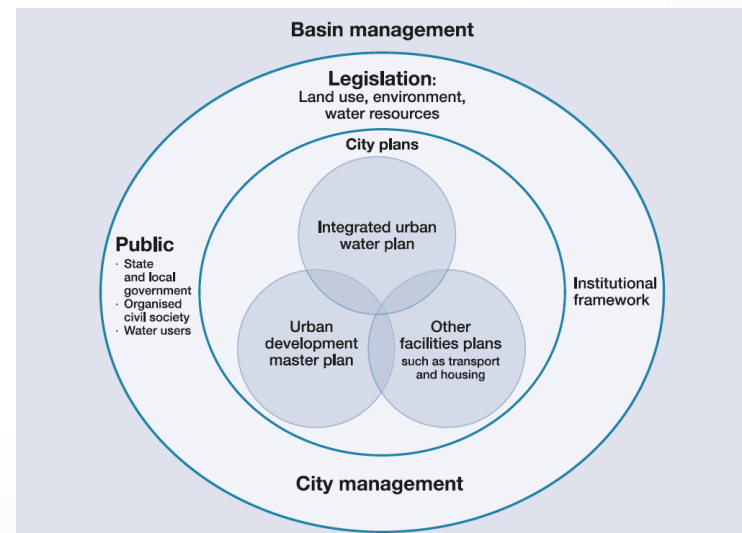 Basin management
Legislation:
Land use, environment,
water resources
City plans
Integrated urban
water plan
Public
· State
and local
government
· Organised
civil society
· Water users
Institutional
framework
Urban
development
master plan
Other
facilities plans
such as transport
and housing
City management